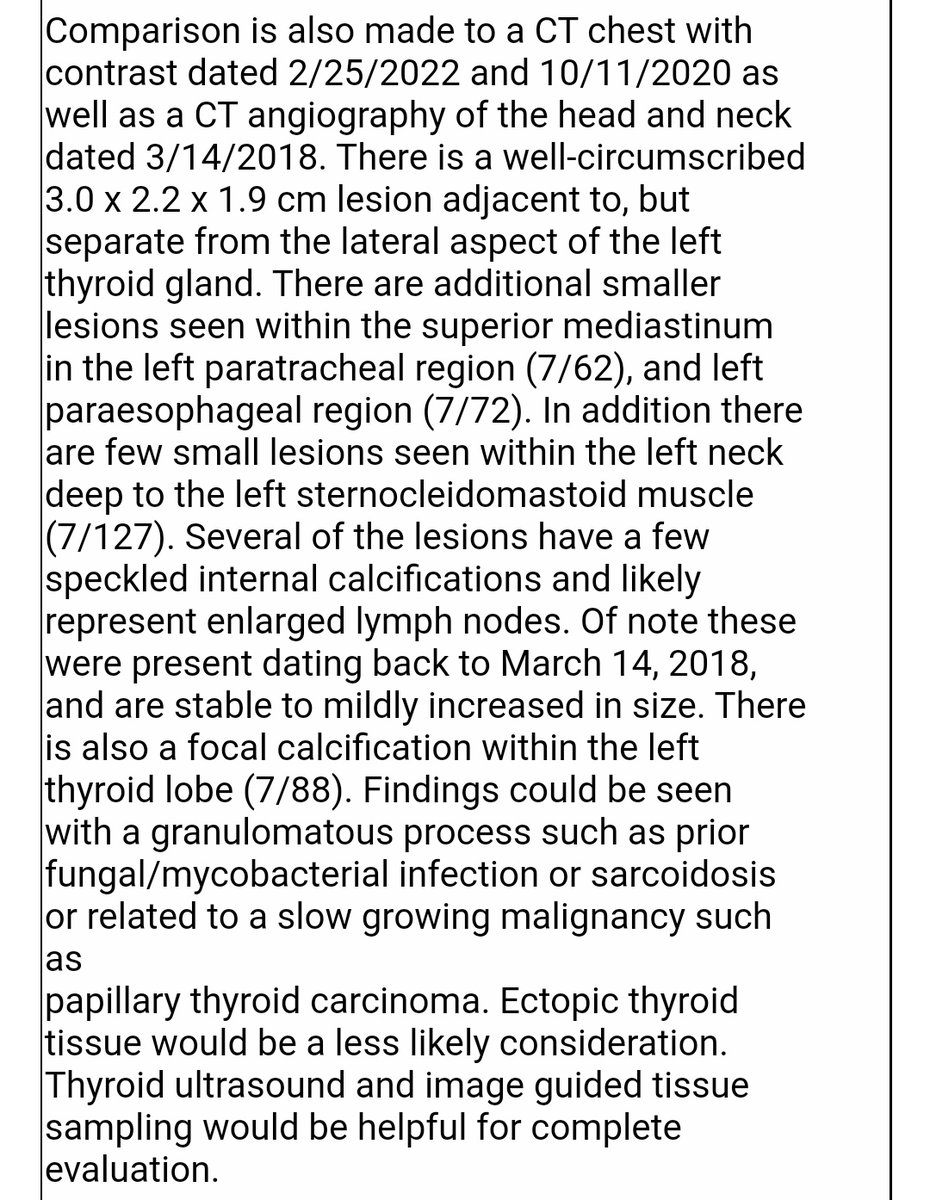 Comparison is also made to a CT chest with
contrast dated 2/25/2022 and 10/11/2020 as
well as a CT angiography of the head and neck
dated 3/14/2018. There is a well-circumscribed
3.0 x 2.2 x 1.9 cm lesion adjacent to, but
separate from the lateral aspect of the left
thyroid gland. There are additional smaller
lesions seen within the superior mediastinum
in the left paratracheal region (7/62), and left
paraesophageal region (7/72). In addition there
are few small lesions seen within the left neck
deep to the left sternocleidomastoid muscle
(7/127). Several of the lesions have a few
speckled internal calcifications and likely
represent enlarged lymph nodes. Of note these
were present dating back to March 14, 2018,
and are stable to mildly increased in size. There
is also a focal calcification within the left
thyroid lobe (7/88). Findings could be seen
with a granulomatous process such as prior
fungal/mycobacterial infection or sarcoidosis
or related to a slow growing malignancy such
as
papillary thyroid carcinoma. Ectopic thyroid
tissue would be a less likely consideration.
Thyroid ultrasound and image guided tissue
sampling would be helpful for complete
evaluation.